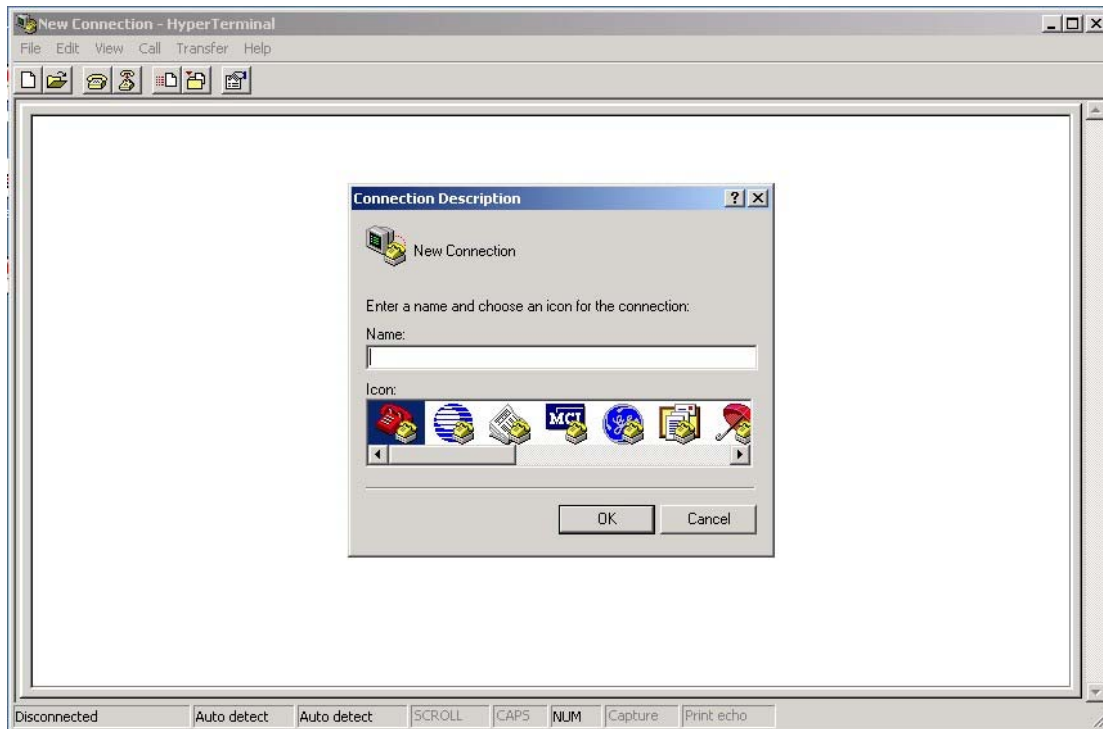 New Connection - HyperTerminal
File Edit View Call Transfer Help
Connection Description
New Connection
Enter a name and choose an icon for the connection:
Name:
Icon:
MCI
OK Cancel
Disconnected Auto detect Auto detect SCROLL CAPS NUM Capture Print echo